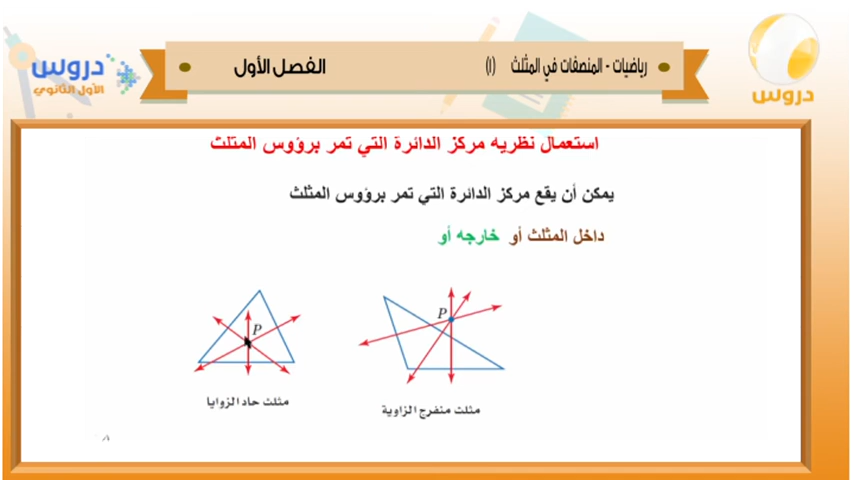 دروس
الأول الثانوي
رياضيات - المنصفات في المثلث (١) الفصل الأول
دروس
استعمال نظريه مركز الدائرة التي تمر برؤوس المثلث
يمكن أن يقع مركز الدائرة التي تمر برؤوس المثلث
داخل المثلث أو خارجه أو
P
P
مثلث حاد الزوايا
مثلث منفرج الزاوية